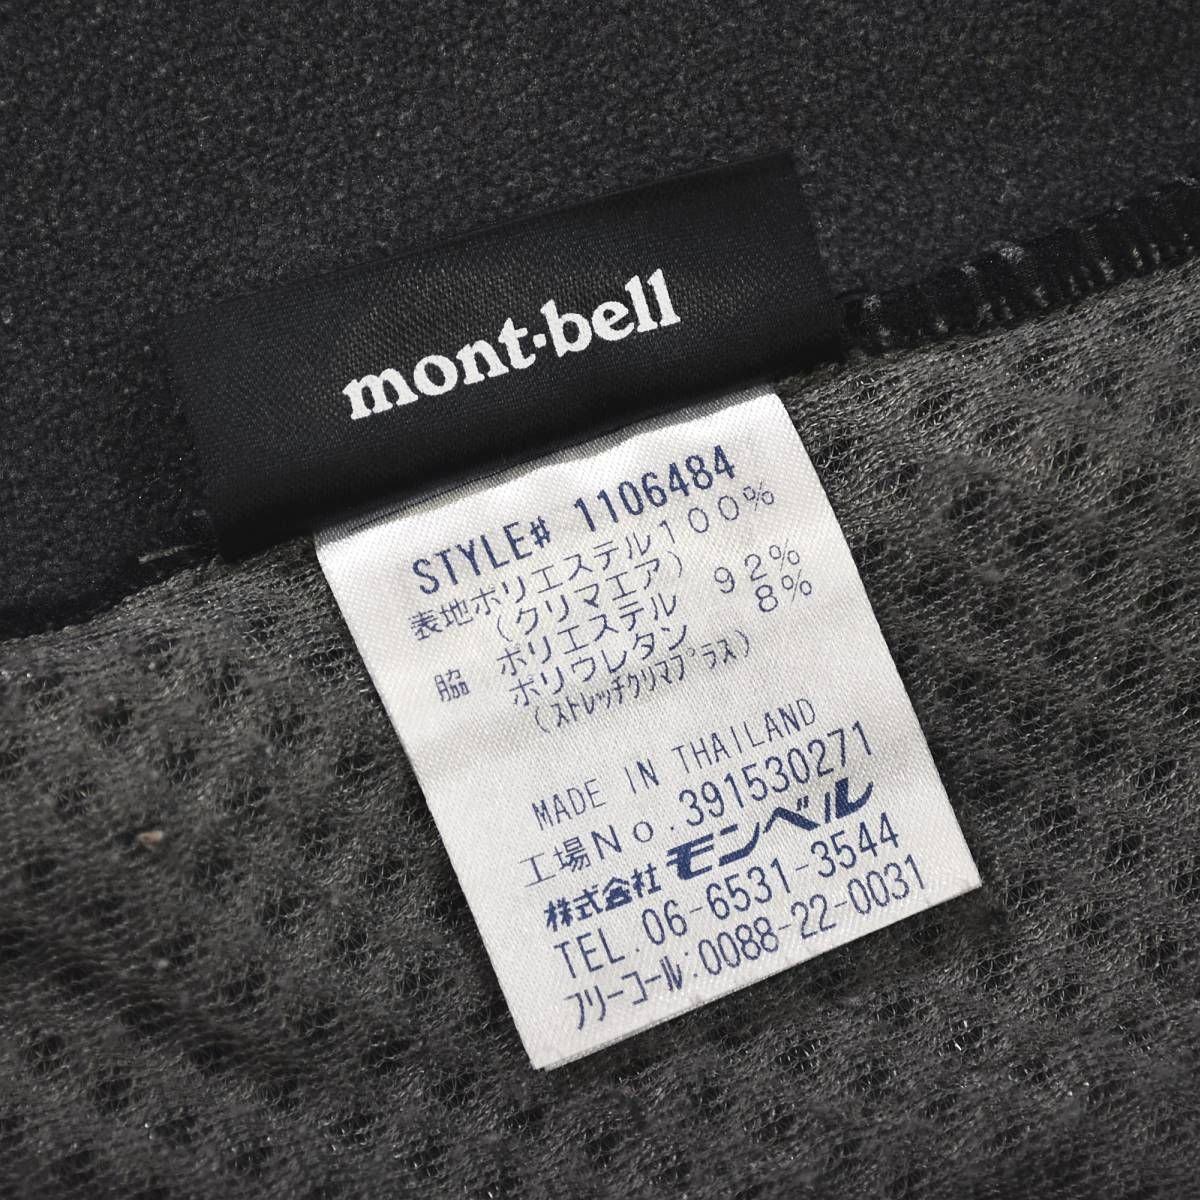 mont·bell
STYLE# 1106484
表地ポリエステル100%
(クリマエア)
脇 ポリエステル 92%
ポリウレタン 8%
(ストレッチクリマプラス)
MADE IN THAILAND
工場No.391530271
株式会社 モンベル
TEL.06-6531-3544
フリーコール:0088-22-0031